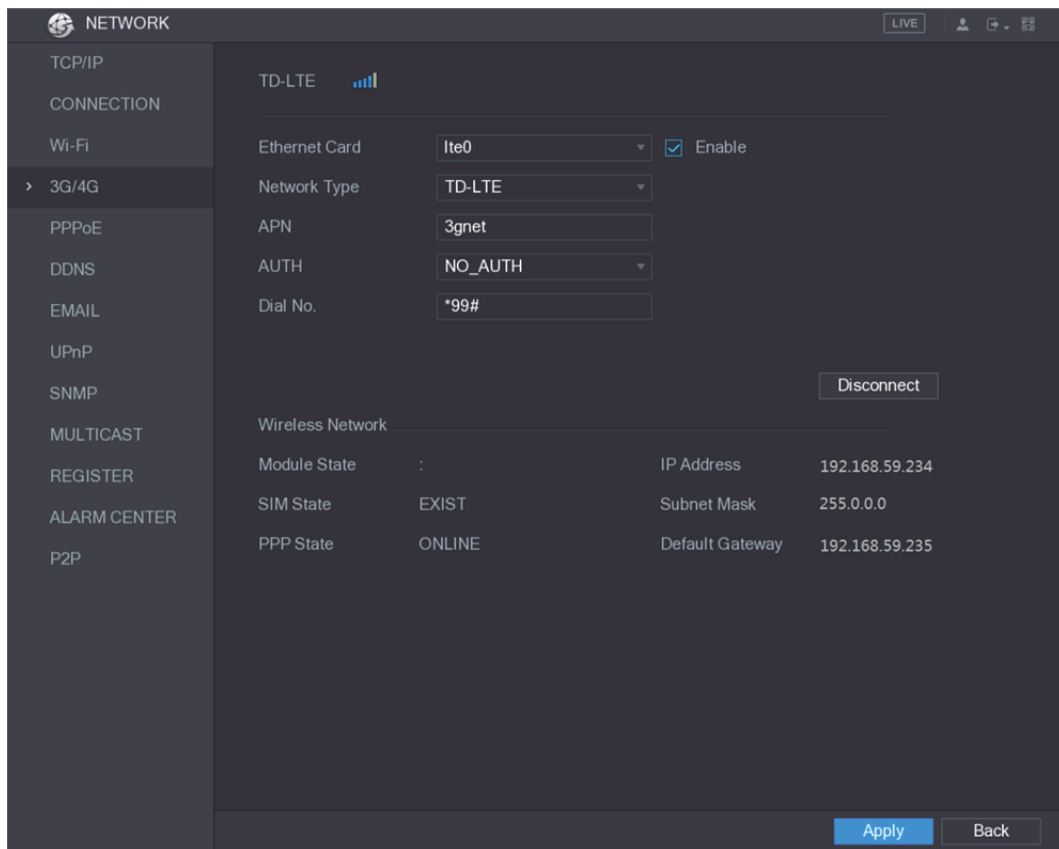 NETWORK
LIVE
TCP/IP
CONNECTION
Wi-Fi
3G/4G
PPPoE
DDNS
EMAIL
UPnP
SNMP
MULTICAST
REGISTER
ALARM CENTER
P2P
TD-LTE
Ethernet Card lte0 Enable
Network Type TD-LTE
APN 3gnet
AUTH NO_AUTH
Dial No. *99#
Disconnect
Wireless Network
Module State : IP Address 192.168.59.234
SIM State EXIST Subnet Mask 255.0.0.0
PPP State ONLINE Default Gateway 192.168.59.235
Apply Back